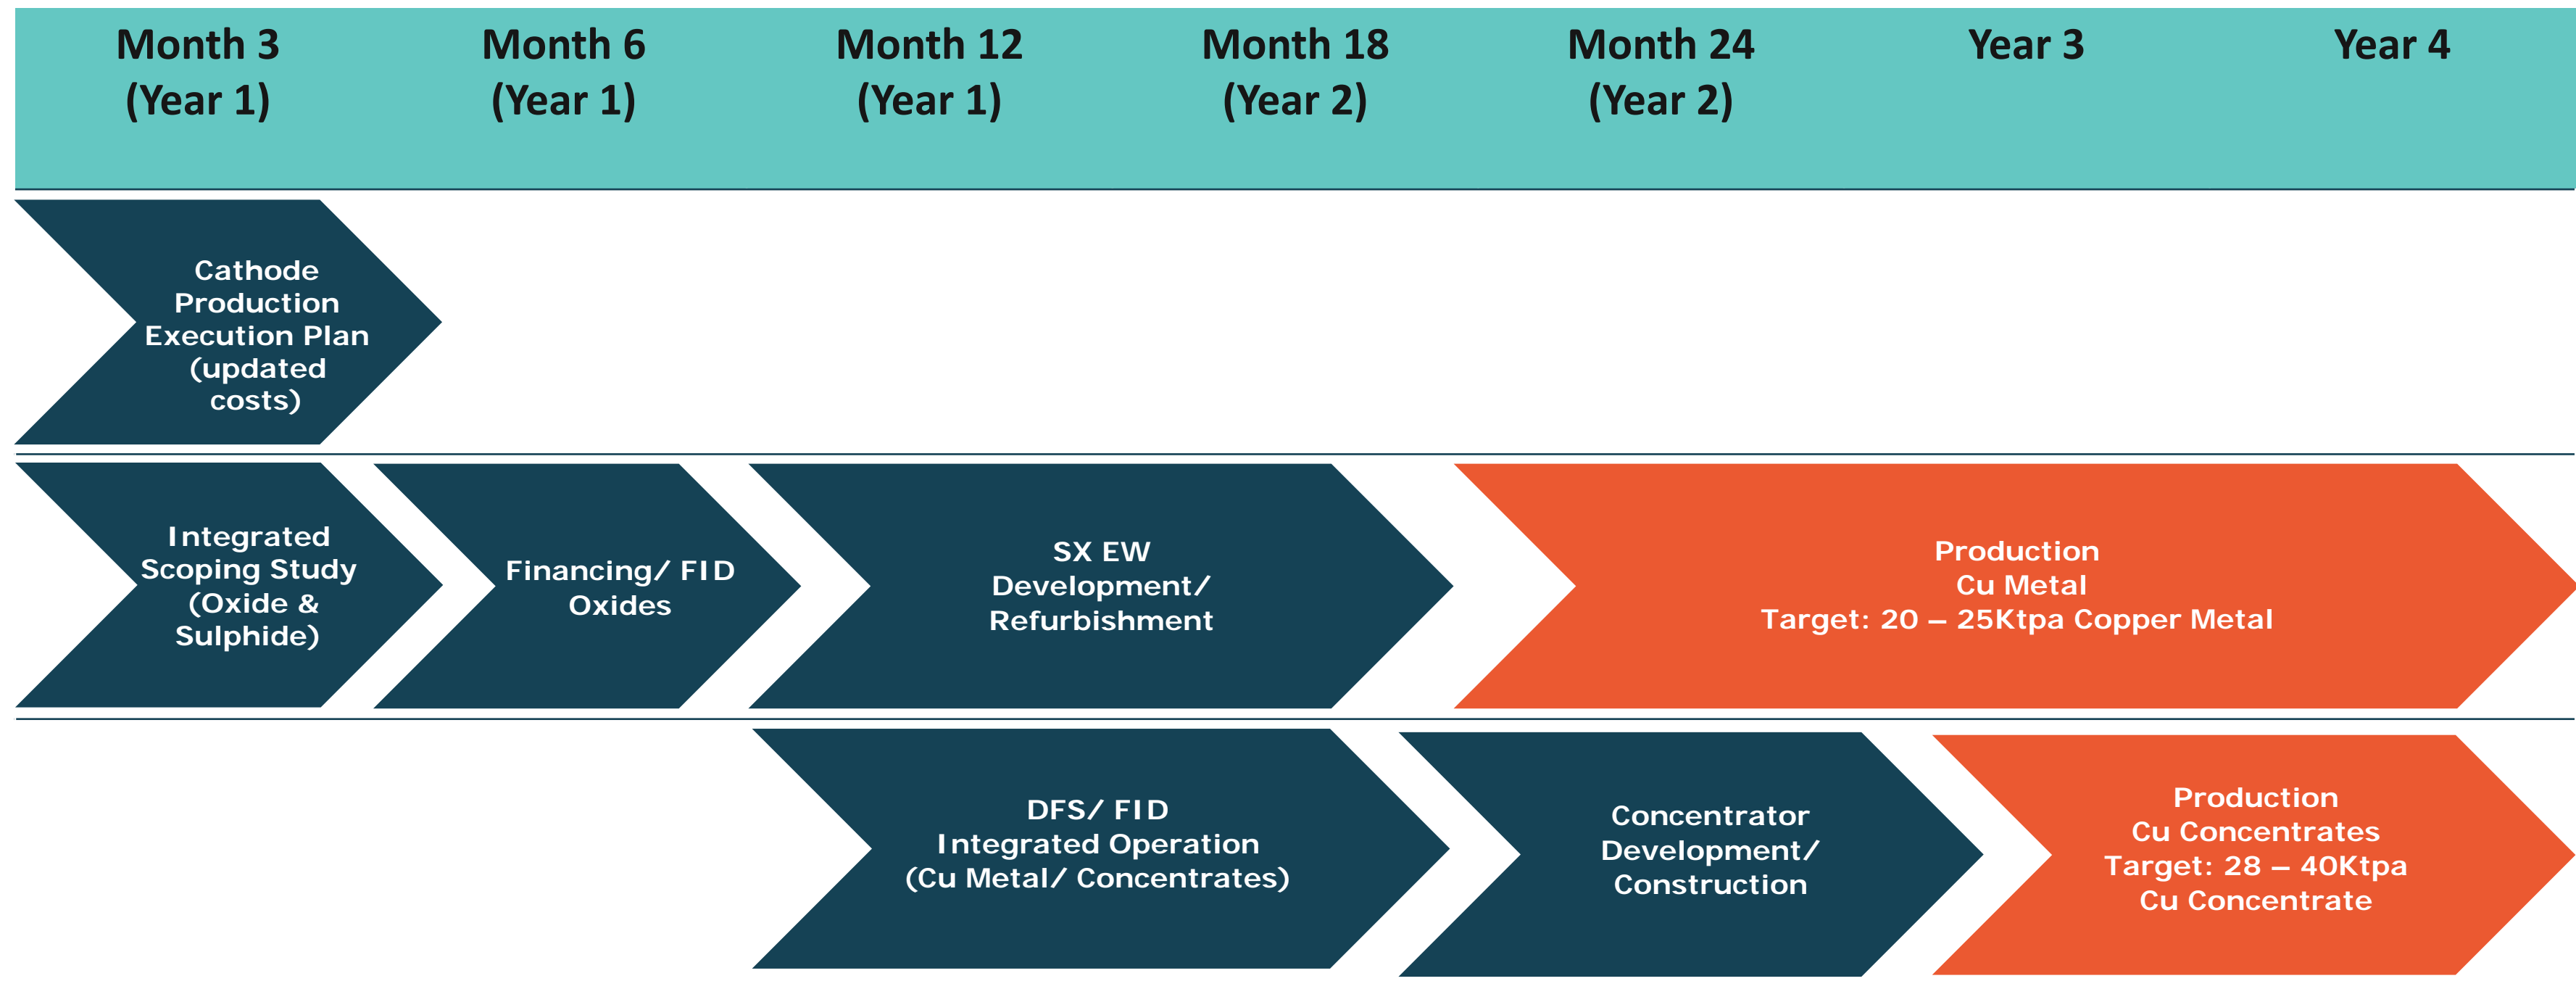 Month 3
(Year 1)
Month 6
(Year 1)
Month 12
(Year 1)
Month 18
(Year 2)
Month 24
(Year 2)
Year 3
Year 4
Cathode
Production
Execution Plan
(updated
costs)
Integrated
Scoping Study
(Oxide &
Sulphide)
Financing/ FID
Oxides
SX EW
Development/
Refurbishment
Production
Cu Metal
Target: 20 – 25Ktpa Copper Metal
DFS/ FID
Integrated Operation
(Cu Metal/ Concentrates)
Concentrator
Development/
Construction
Production
Cu Concentrates
Target: 28 – 40Ktpa
Cu Concentrate